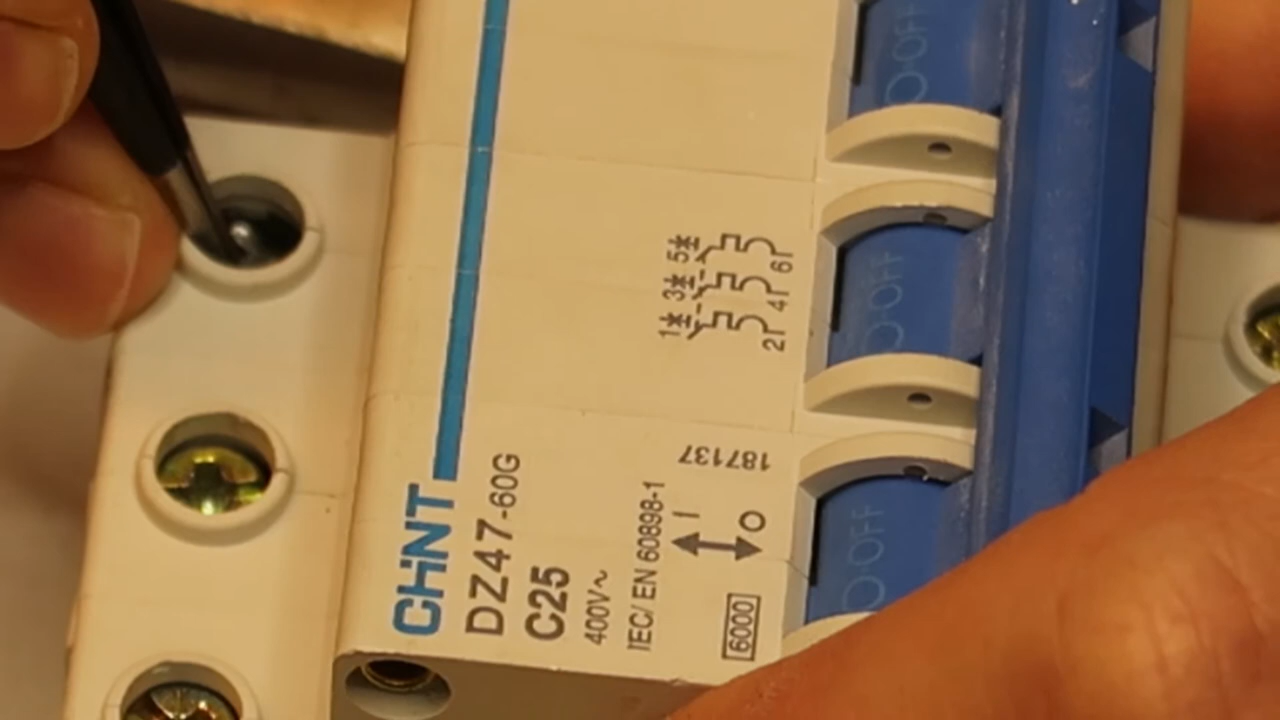 CHNT
DZ47-60G
C25
400V~
IEC/ EN 60898-1
6000
I
O
187137
1 3 5
2 4 6
O-OFF
O-OFF
O-OFF